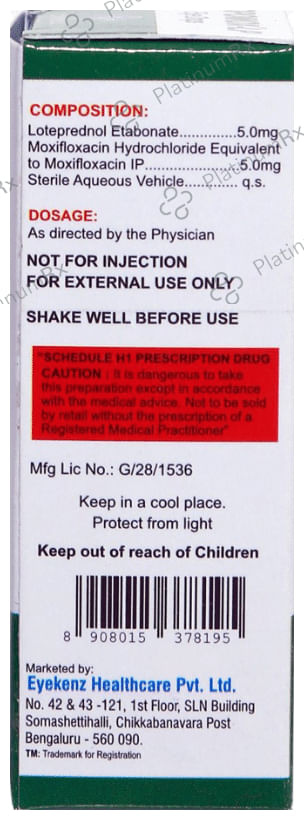 COMPOSITION:
Loteprednol Etabonate..............5.0mg
Moxifloxacin Hydrochloride Equivalent
to Moxifloxacin IP.......................5.0mg
Sterile Aqueous Vehicle............. q.s.
DOSAGE:
As directed by the Physician
NOT FOR INJECTION
FOR EXTERNAL USE ONLY
SHAKE WELL BEFORE USE
"SCHEDULE H1 PRESCRIPTION DRUG
CAUTION : It is dangerous to take
this preparation except in accordance
with the medical advice. Not to be sold
by retail without the prescription of a
Registered Medical Practitioner"
Mfg Lic No.: G/28/1536
Keep in a cool place.
Protect from light
Keep out of reach of Children
8 908015 378195
Marketed by:
Eyekenz Healthcare Pvt. Ltd.
No. 42 & 43 -121, 1st Floor, SLN Building
Somashettihalli, Chikkabanavara Post
Bengaluru - 560 090.
TM: Trademark for Registration
PlatinumRx